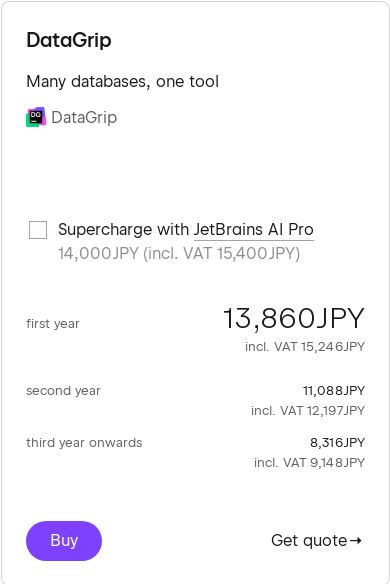 DataGrip
Many databases, one tool
DG
DataGrip
Supercharge with JetBrains AI Pro
14,000JPY (incl. VAT 15,400JPY)
first year 13,860JPY
incl. VAT 15,246JPY
second year 11,088JPY
incl. VAT 12,197JPY
third year onwards 8,316JPY
incl. VAT 9,148JPY
Buy Get quote→